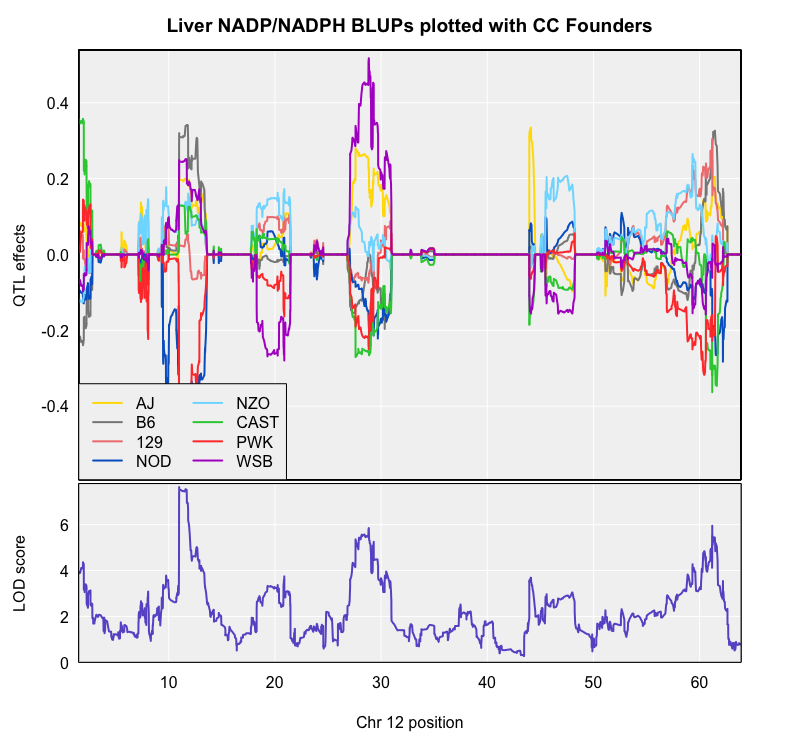 Liver NADP/NADPH BLUPs plotted with CC Founders
QTL effects
0.4
0.2
0.0
-0.2
-0.4
AJ NZO
B6 CAST
129 PWK
NOD WSB
LOD score
6
4
2
0
10 20 30 40 50 60
Chr 12 position